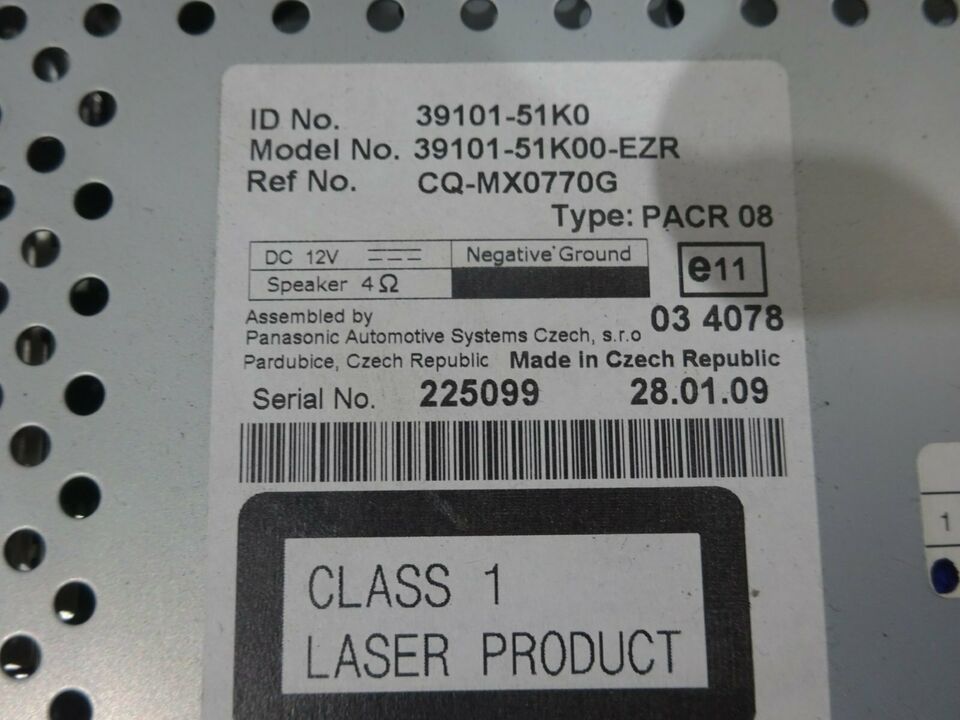 ID No. 39101-51K0
Model No. 39101-51K00-EZR
Ref No. CQ-MX0770G
Type: PACR 08
DC 12V Negative Ground
Speaker 4Ω
e11
Assembled by
03 4078
Panasonic Automotive Systems Czech, s.r.o
Pardubice, Czech Republic Made in Czech Republic
Serial No. 225099 28.01.09
CLASS 1
LASER PRODUCT
1